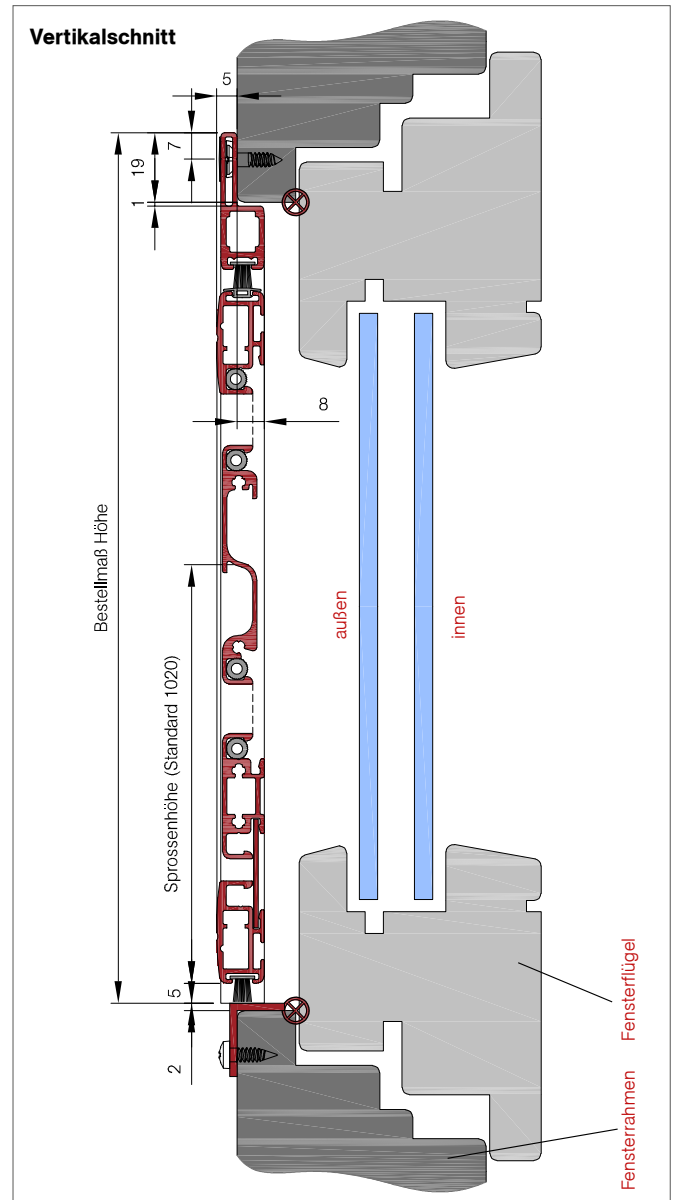 Vertikalschnitt
5
7
19
1
8
Bestellmaß Höhe
außen
innen
Sprossenhöhe (Standard 1020)
5
2
Fensterflügel
Fensterrahmen